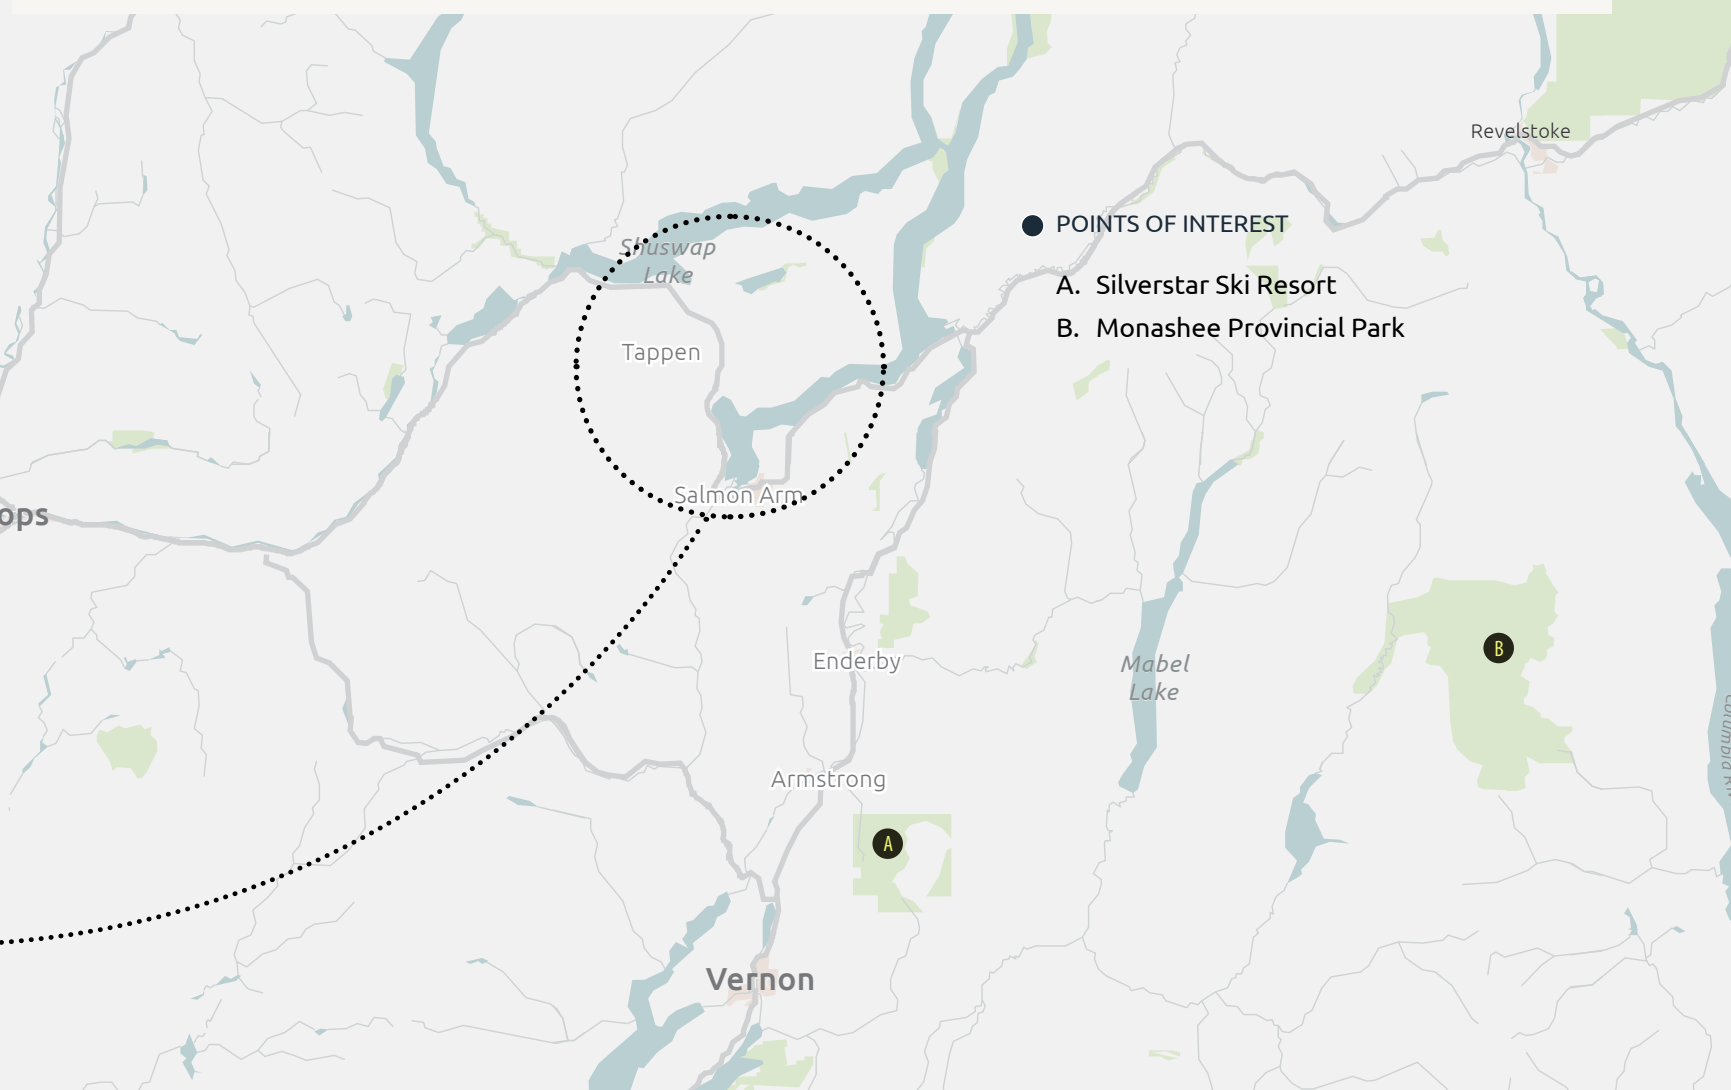 Revelstoke
POINTS OF INTEREST
Shuswap
Lake
A. Silverstar Ski Resort
B. Monashee Provincial Park
Tappen
Salmon Arm
ops
B
Enderby
Mabel
Lake
Armstrong
A
Vernon